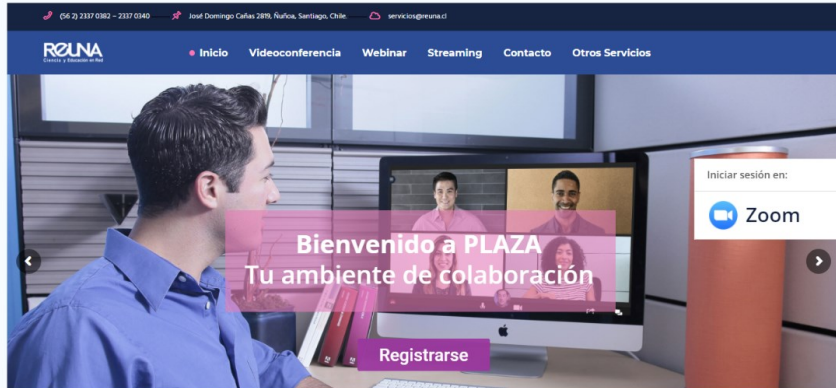 (56 2) 2337 0382 – 2337 0340 José Domingo Cañas 2819, Ñuñoa, Santiago, Chile. servicios@reuna.cl
REUNA
Ciencia y Educación en Red
Inicio Videoconferencia Webinar Streaming Contacto Otros Servicios
Iniciar sesión en:
Zoom
Bienvenido a PLAZA
Tu ambiente de colaboración
Registrarse